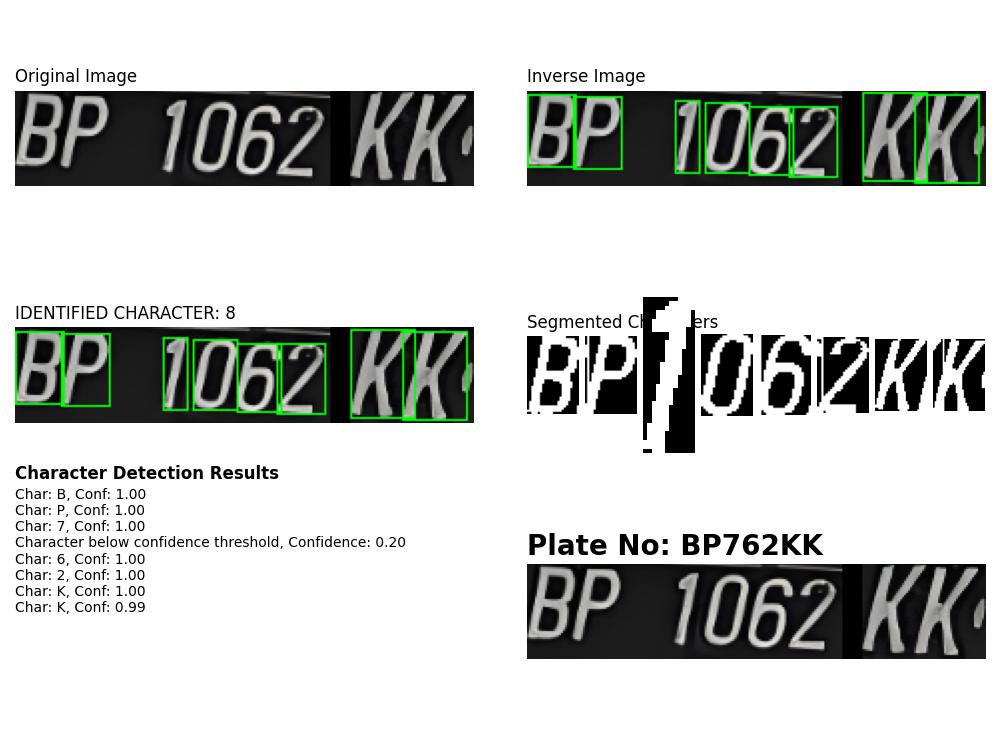 Original Image
BP 1062 KK
Inverse Image
BP 1062 KK
IDENTIFIED CHARACTER: 8
BP 1062 KK
Segmented Ch ers
BP1062KK
Character Detection Results
Char: B, Conf: 1.00
Char: P, Conf: 1.00
Char: 7, Conf: 1.00
Character below confidence threshold, Confidence: 0.20
Char: 6, Conf: 1.00
Char: 2, Conf: 1.00
Char: K, Conf: 1.00
Char: K, Conf: 0.99
Plate No: BP762KK
BP 1062 KK